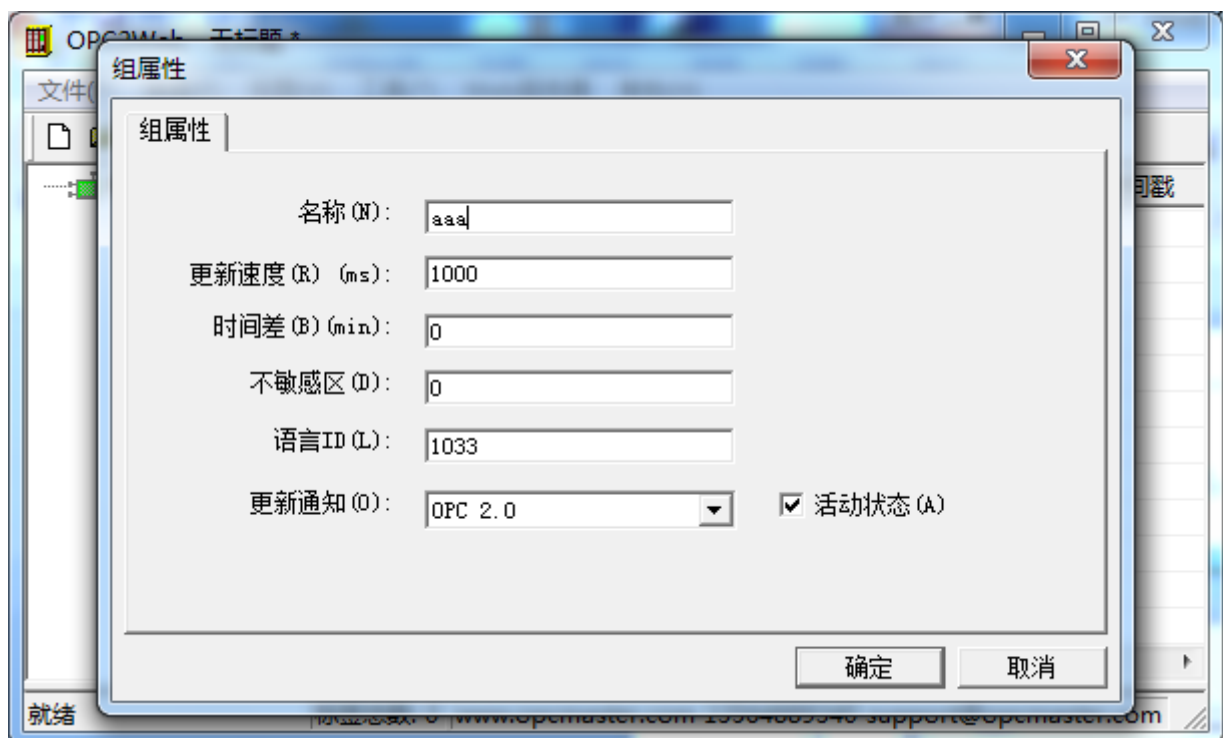 组属性
文件(
组属性
间戳
名称(N): aaa
更新速度(R) (ms): 1000
时间差(B)(min): 0
不敏感区(D): 0
语言ID(L): 1033
更新通知(O): OPC 2.0 活动状态(A)
确定 取消
就绪